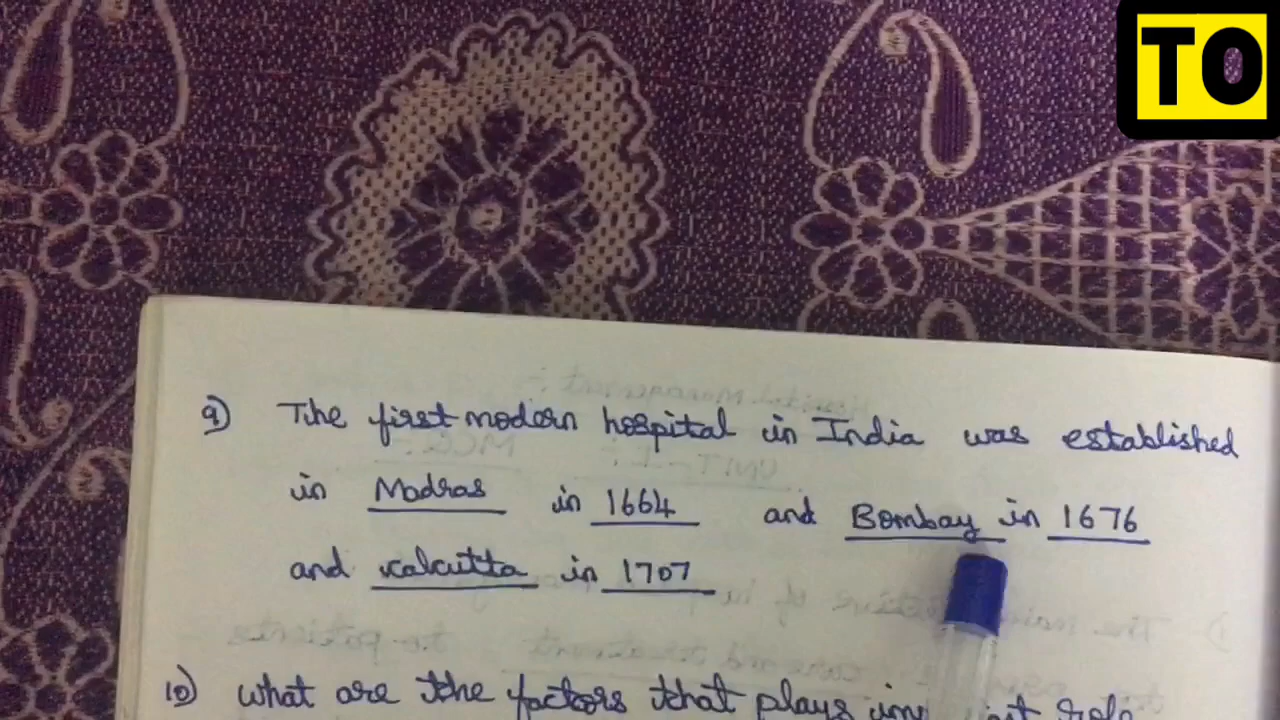 TO
9) The first modern hospital in India was established
in Madras in 1664 and Bombay in 1676
and calcutta in 1707
10) what are the factors that plays role